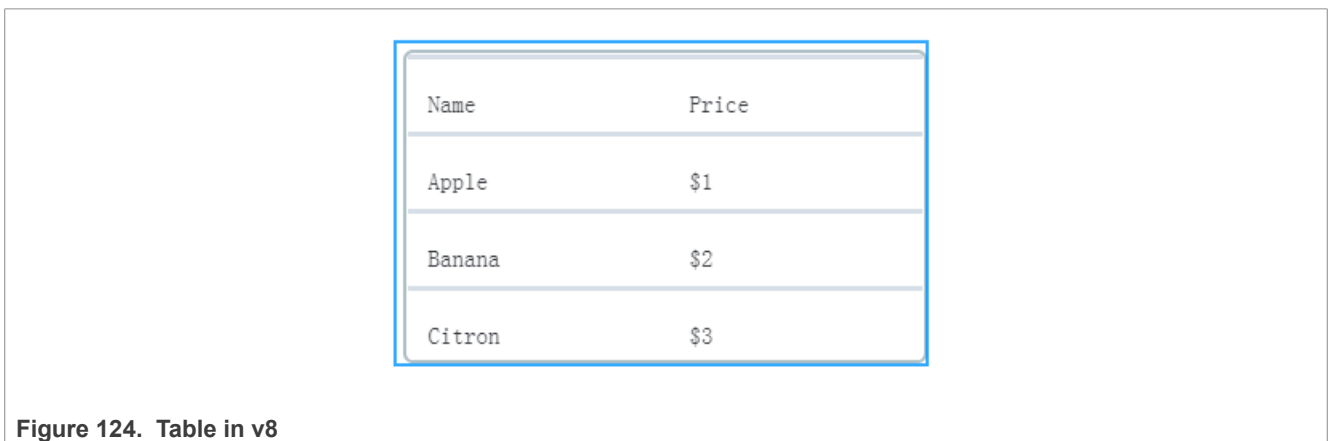 Name Price
Apple $1
Banana $2
Citron $3
Figure 124. Table in v8